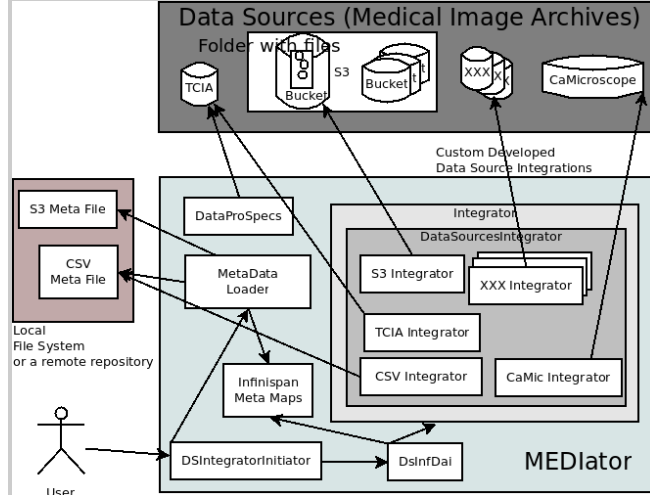 Data Sources (Medical Image Archives)
Folder with files
TCIA
Bucket
S3
Bucket
t
t
XXX
X
X
CaMicroscope
Custom Developed
Data Source Integrations
S3 Meta File
CSV
Meta File
Local
File System
or a remote repository
DataProSpecs
MetaData
Loader
Infinispan
Meta Maps
Integrator
DataSourcesIntegrator
S3 Integrator
XXX Integrator
TCIA Integrator
CSV Integrator
CaMic Integrator
User
DSIntegratorInitiator
DsInfDai
MEDIator